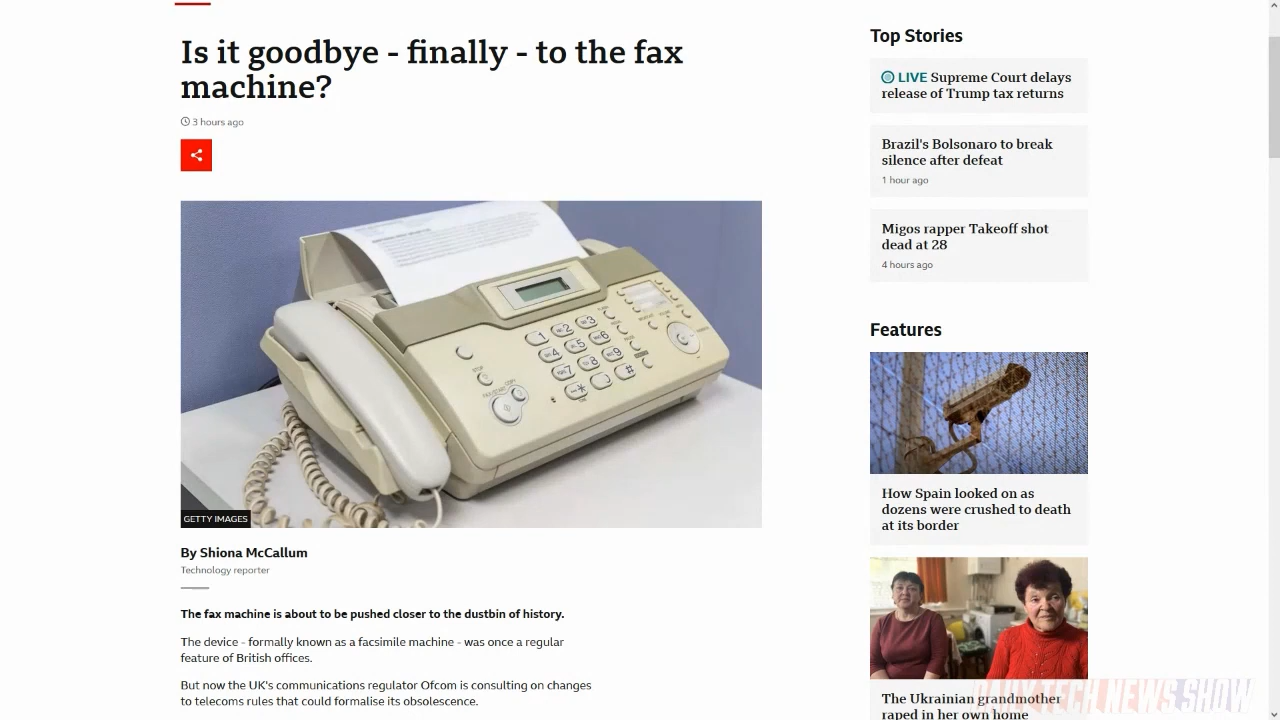 Is it goodbye - finally - to the fax
machine?
3 hours ago
GETTY IMAGES
By Shiona McCallum
Technology reporter
The fax machine is about to be pushed closer to the dustbin of history.
The device - formally known as a facsimile machine - was once a regular
feature of British offices.
But now the UK's communications regulator Ofcom is consulting on changes
to telecoms rules that could formalise its obsolescence.
Top Stories
LIVE Supreme Court delays
release of Trump tax returns
Brazil's Bolsonaro to break
silence after defeat
1 hour ago
Migos rapper Takeoff shot
dead at 28
4 hours ago
Features
How Spain looked on as
dozens were crushed to death
at its border
The Ukrainian grandmother
raped in her own home
DAILY TECH NEWS SHOW